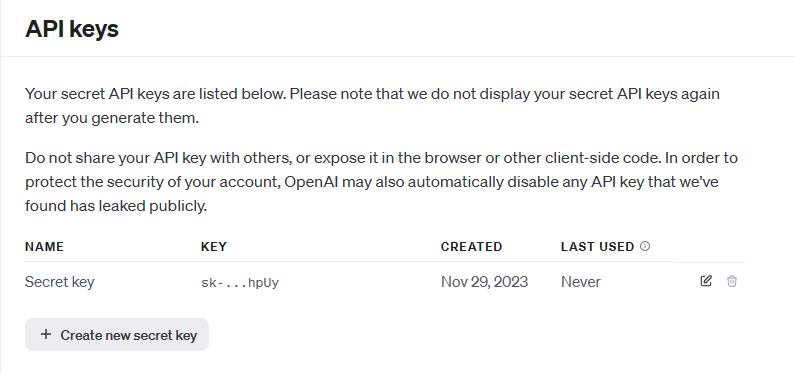 API keys
Your secret API keys are listed below. Please note that we do not display your secret API keys again
after you generate them.
Do not share your API key with others, or expose it in the browser or other client-side code. In order to
protect the security of your account, OpenAI may also automatically disable any API key that we've
found has leaked publicly.
NAME KEY CREATED LAST USED
Secret key sk-...hpUy Nov 29, 2023 Never
+ Create new secret key